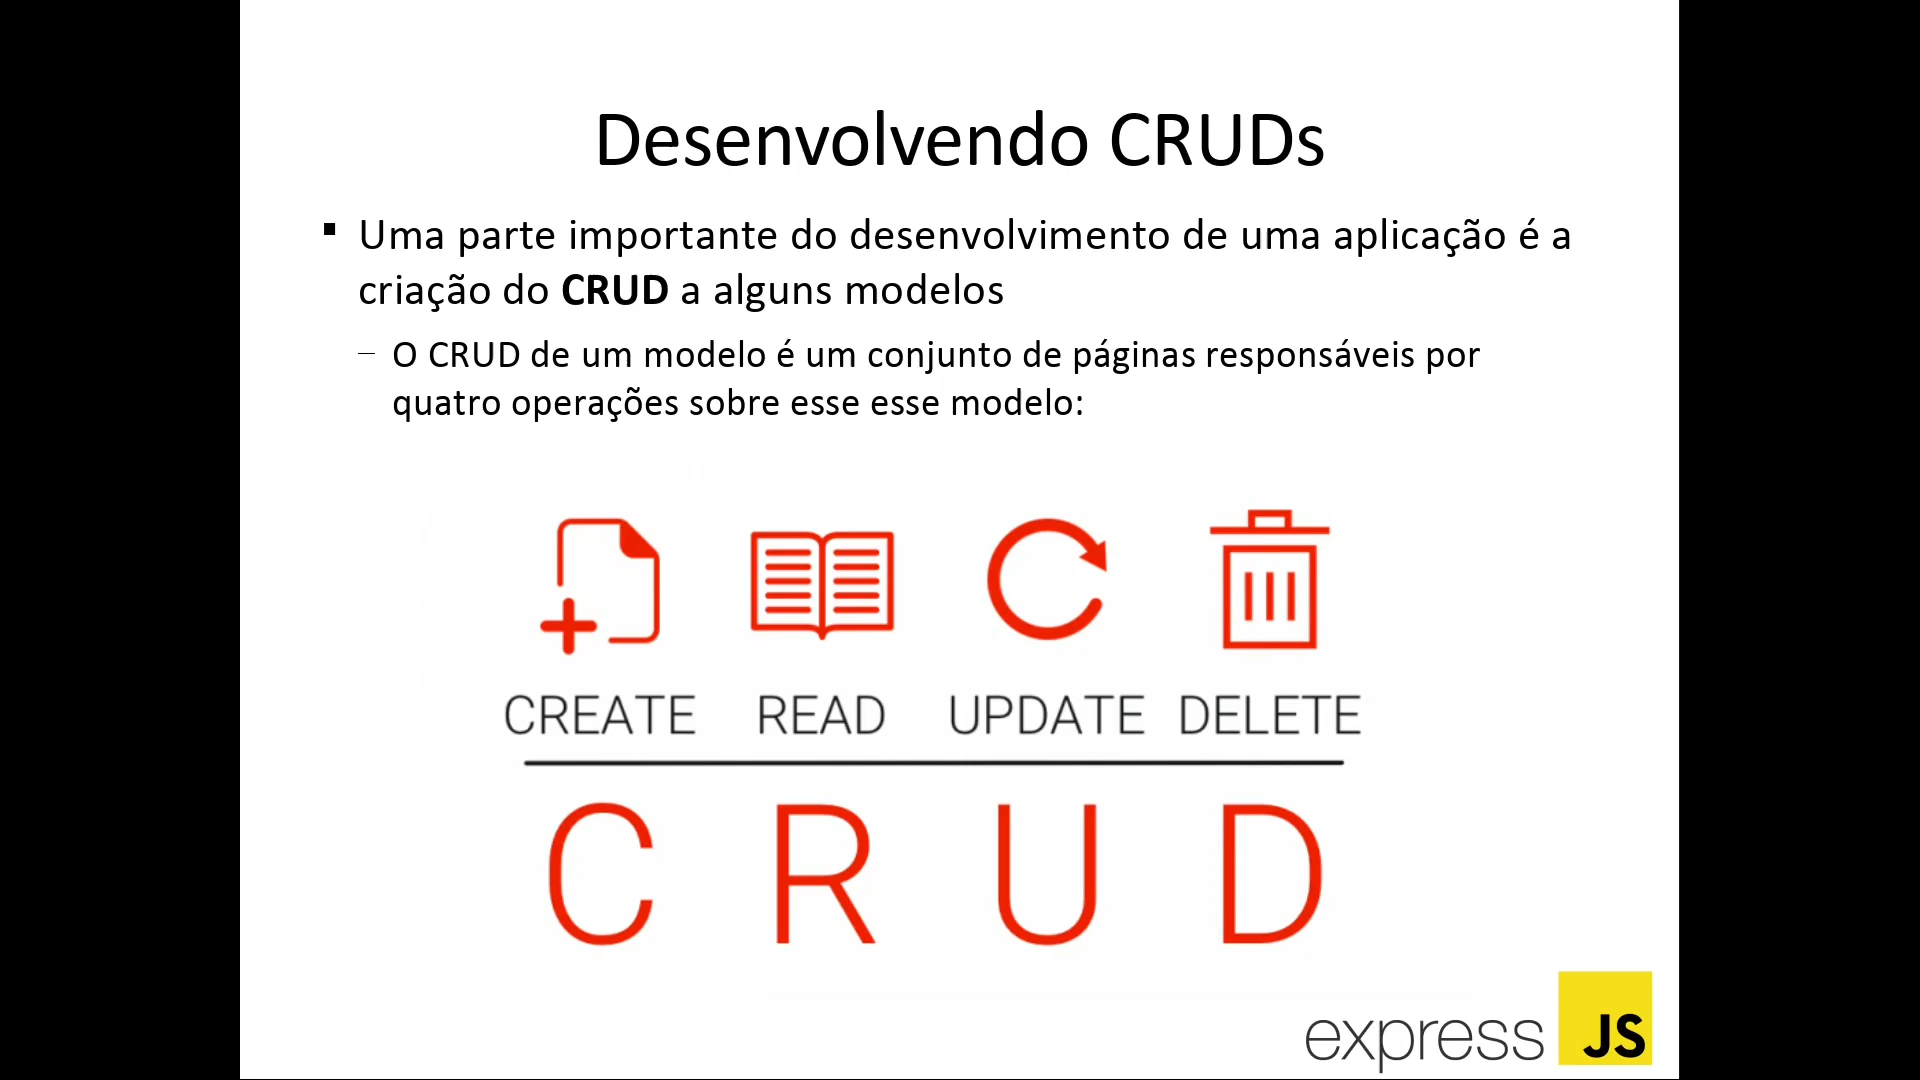 Desenvolvendo CRUDs
▪ Uma parte importante do desenvolvimento de uma aplicação é a
criação do CRUD a alguns modelos
– O CRUD de um modelo é um conjunto de páginas responsáveis por
quatro operações sobre esse esse modelo:
CREATE READ UPDATE DELETE
C R U D
express JS